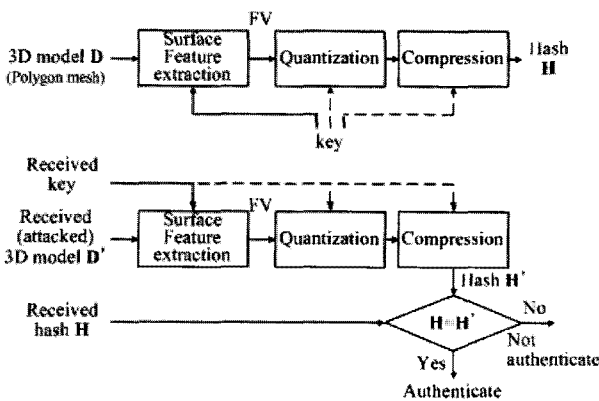 FV
3D model D
(Polygon mesh)
Surface
Feature
extraction
Quantization
Compression
Hash
H
key
Received
key
Received
(attacked)
3D model D'
FV
Surface
Feature
extraction
Quantization
Compression
Hash H'
Received
hash H
H=H'
No
Not
authenticate
Yes
Authenticate